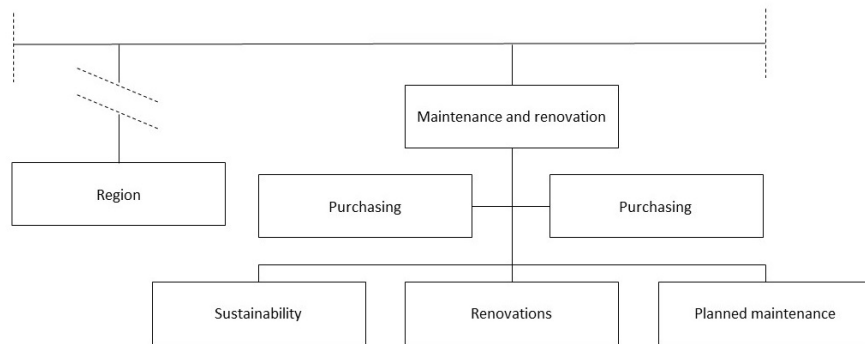 Maintenance and renovation
Region
Purchasing
Purchasing
Sustainability
Renovations
Planned maintenance